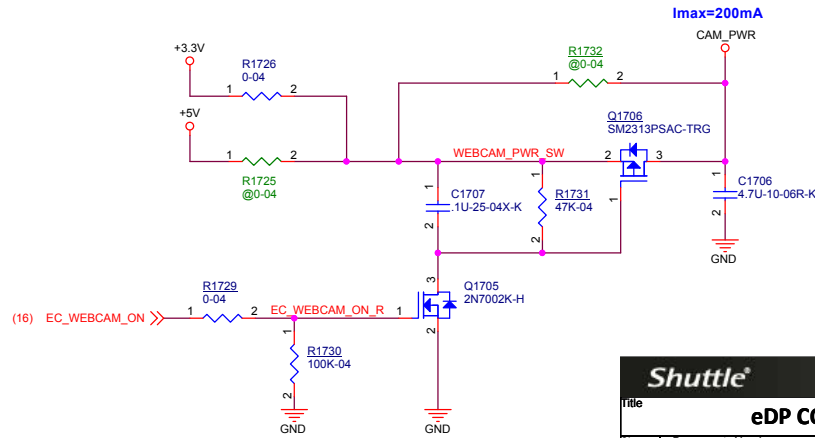 Imax=200mA
CAM_PWR
+3.3V
R1726
0-04
1 2
R1732
@0-04
1 2
+5V
1 2
R1725
@0-04
Q1706
SM2313PSAC-TRG
WEBCAM_PWR_SW
2 3
1
1
C1707
.1U-25-04X-K
2
1
R1731
47K-04
2
1
C1706
4.7U-10-06R-K
2
GND
R1729
0-04
(16) EC_WEBCAM_ON
1 2
EC_WEBCAM_ON_R
1
3
Q1705
2N7002K-H
2
1
R1730
100K-04
2
GND
GND
Shuttle®
Title
eDP CO